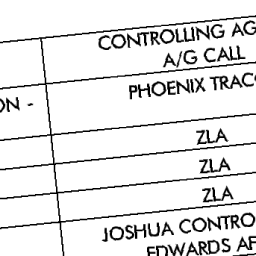 CONTROLLING AG
A/G CALL
ON -
PHOENIX TRAC
ZLA
ZLA
ZLA
JOSHUA CONTRO
EDWARDS AF